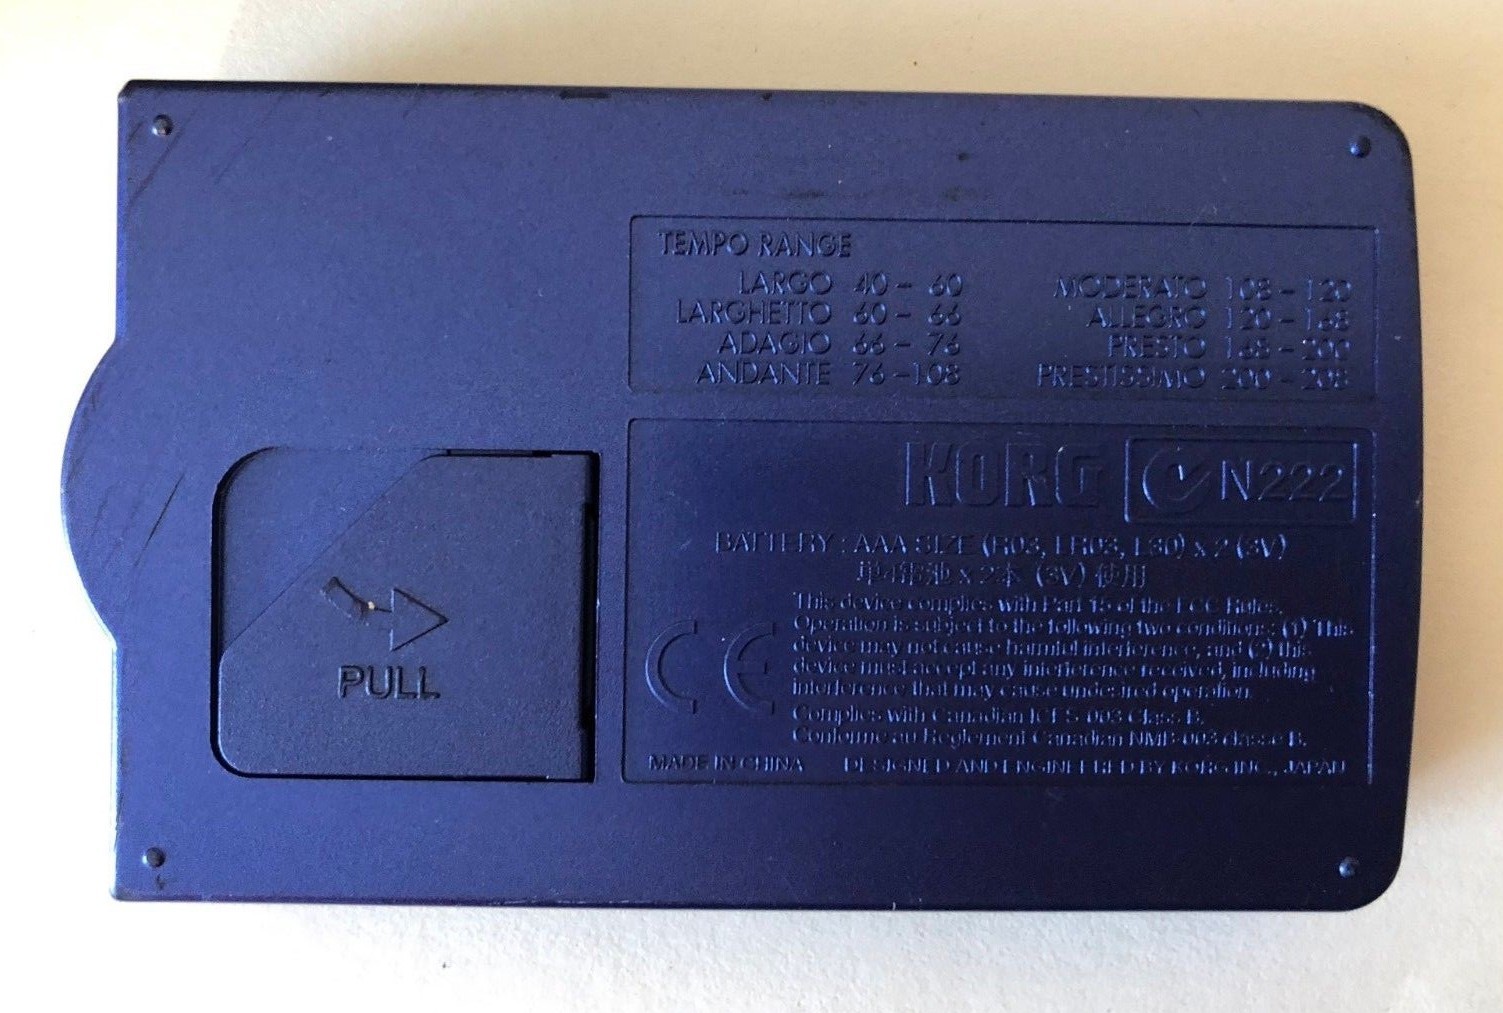 TEMPO RANGE
LARGO 40 - 60
LARGHETTO 60 - 66
ADAGIO 66 - 76
ANDANTE 76 - 108
MODERATO 108 - 120
ALLEGRO 120 - 168
PRESTO 168 - 200
PRESTISSIMO 200 - 208
KORG
N222
BATTERY : AAA SIZE (R03, LR03, L30) x 2 (3V)
単4電池 x 2本 (3V) 使用
This device complies with Part 15 of the FCC Rules.
Operation is subject to the following two conditions: (1) This
device may not cause harmful interference, and (2) this
device must accept any interference received, including
interference that may cause undesired operation.
Complies with Canadian ICES-003 Class B.
Conforme au Reglement Canadian NMB-003 classe B.
CE
MADE IN CHINA DESIGNED AND ENGINEERED BY KORG INC., JAPAN
PULL